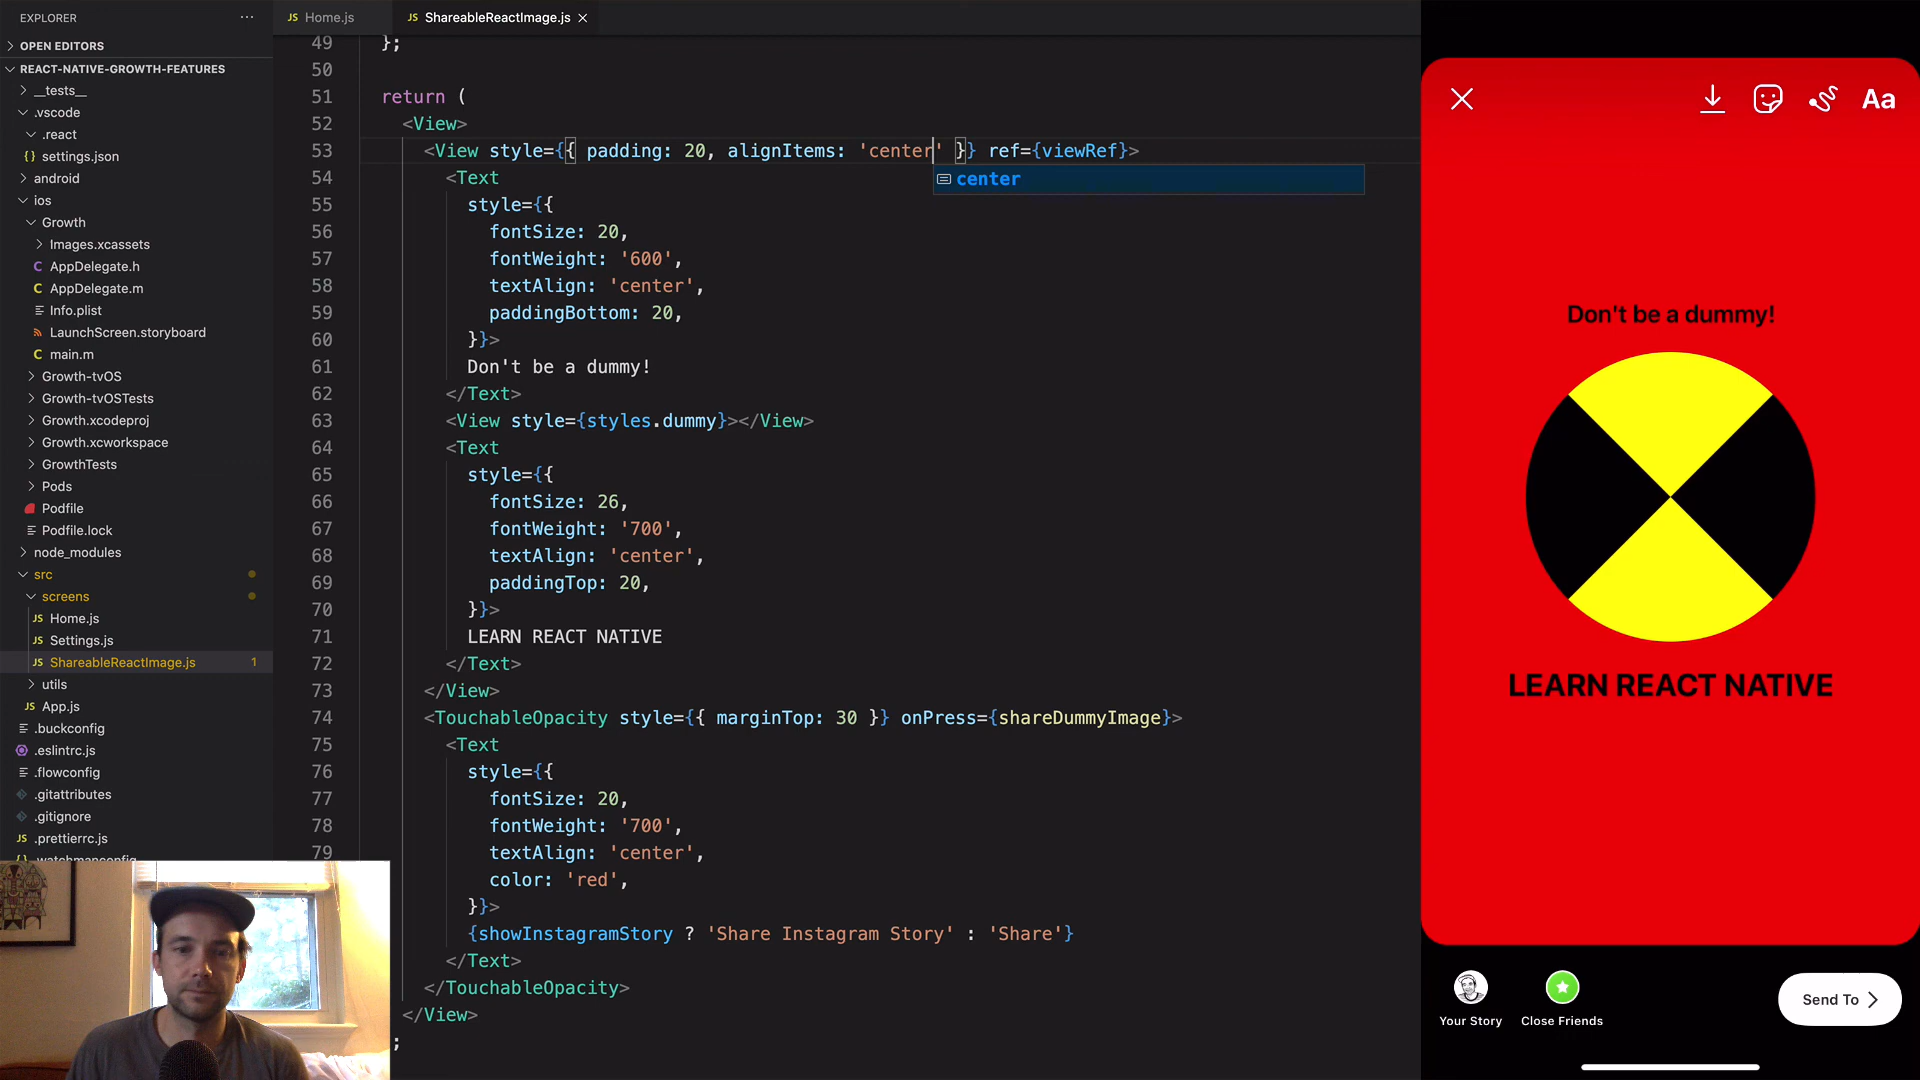 EXPLORER
OPEN EDITORS
REACT-NATIVE-GROWTH-FEATURES
__tests__
.vscode
.react
{} settings.json
android
ios
Growth
Images.xcassets
C AppDelegate.h
C AppDelegate.m
Info.plist
LaunchScreen.storyboard
C main.m
Growth-tvOS
Growth-tvOSTests
Growth.xcodeproj
Growth.xcworkspace
GrowthTests
Pods
Podfile
Podfile.lock
node_modules
src
screens
JS Home.js
JS Settings.js
JS ShareableReactImage.js 1
utils
JS App.js
.buckconfig
.eslintrc.js
.flowconfig
.gitattributes
.gitignore
JS .prettierrc.js
{} .watchmanconfig
JS Home.js
JS ShareableReactImage.js
49 };
50
51 return (
52 <View>
53 <View style={{ padding: 20, alignItems: 'center' }} ref={viewRef}>
center
54 <Text
55 style={{
56 fontSize: 20,
57 fontWeight: '600',
58 textAlign: 'center',
59 paddingBottom: 20,
60 }}>
61 Don't be a dummy!
62 </Text>
63 <View style={styles.dummy}></View>
64 <Text
65 style={{
66 fontSize: 26,
67 fontWeight: '700',
68 textAlign: 'center',
69 paddingTop: 20,
70 }}>
71 LEARN REACT NATIVE
72 </Text>
73 </View>
74 <TouchableOpacity style={{ marginTop: 30 }} onPress={shareDummyImage}>
75 <Text
76 style={{
77 fontSize: 20,
78 fontWeight: '700',
79 textAlign: 'center',
color: 'red',
}}>
{showInstagramStory ? 'Share Instagram Story' : 'Share'}
</Text>
</TouchableOpacity>
</View>
;
Aa
Don't be a dummy!
LEARN REACT NATIVE
Your Story
Close Friends
Send To